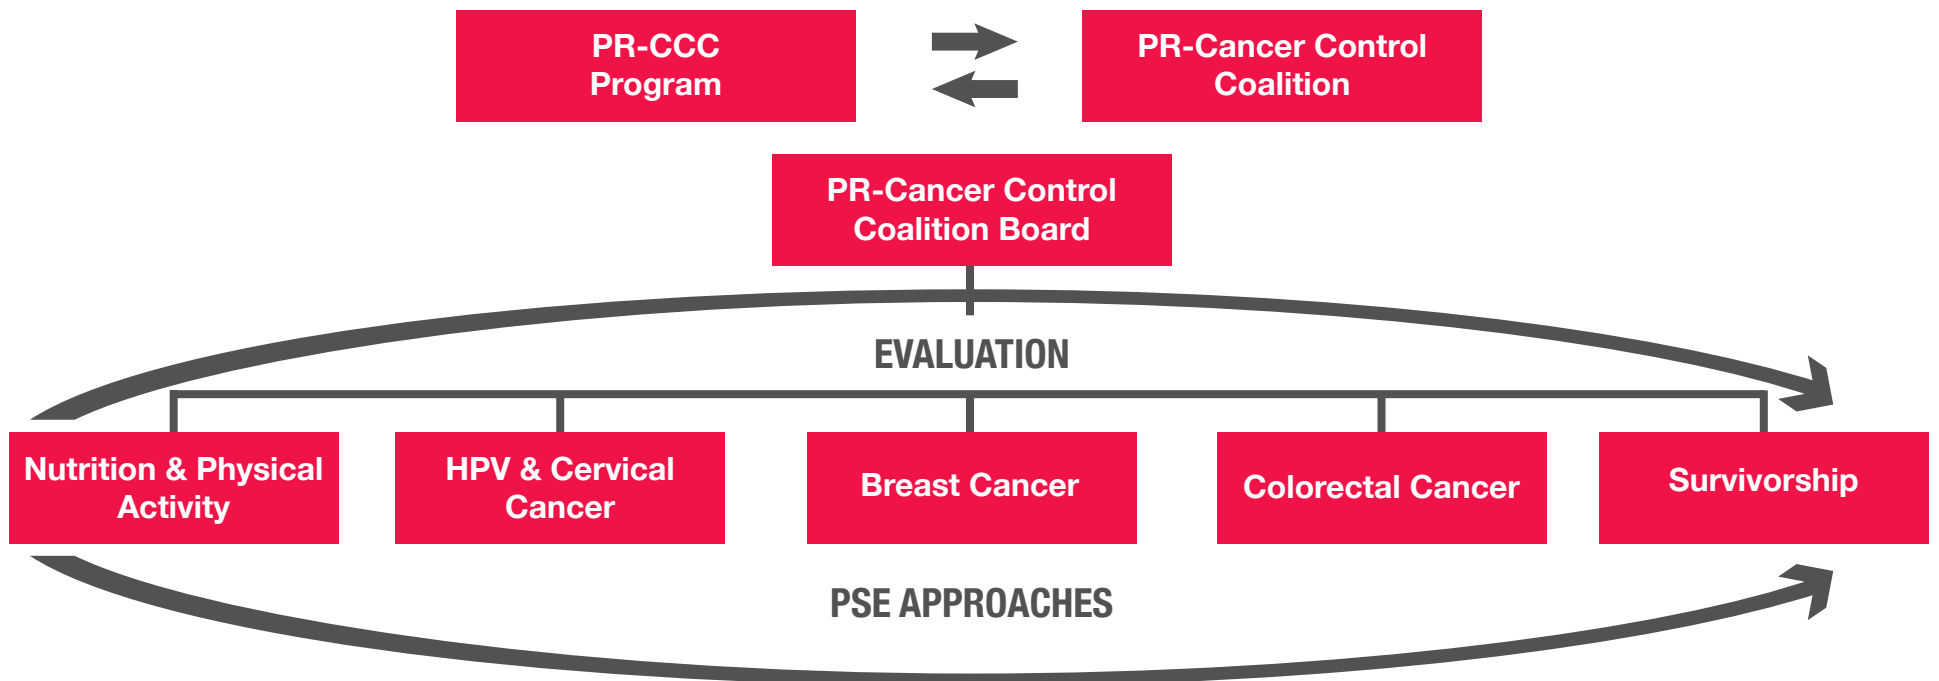 PR-CCC
Program
PR-Cancer Control
Coalition
PR-Cancer Control
Coalition Board
EVALUATION
Nutrition & Physical
Activity
HPV & Cervical
Cancer
Breast Cancer
Colorectal Cancer
Survivorship
PSE APPROACHES